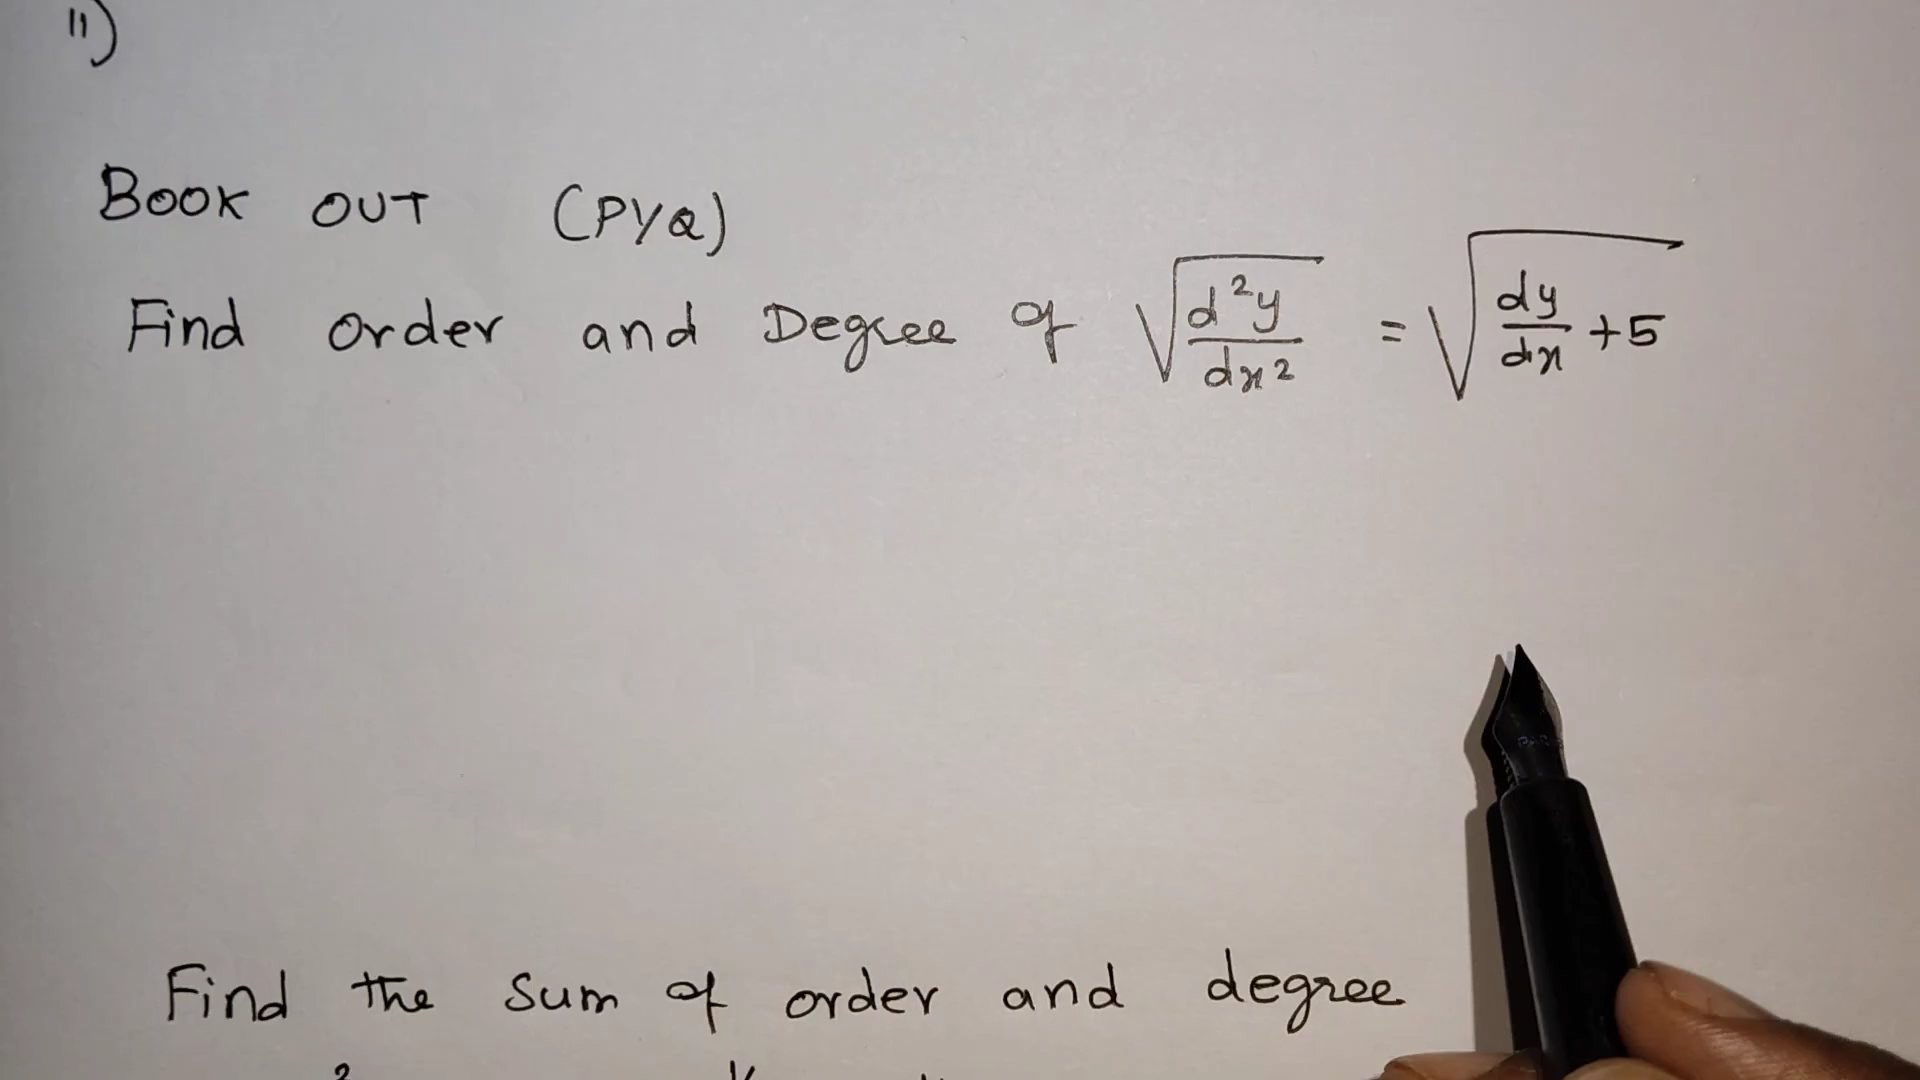 11)
BOOK OUT (PYQ)
Find order and Degree of √(d²y/dx²) = √(dy/dx + 5)
Find the sum of order and degree